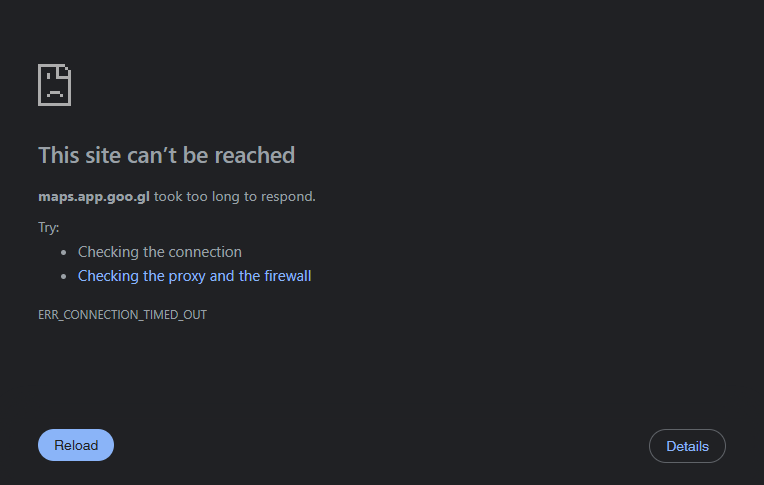 This site can’t be reached
maps.app.goo.gl took too long to respond.
Try:
• Checking the connection
• Checking the proxy and the firewall
ERR_CONNECTION_TIMED_OUT
Reload
Details